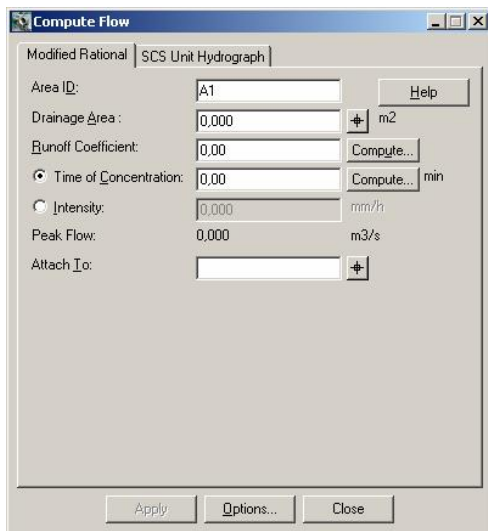 Compute Flow
Modified Rational SCS Unit Hydrograph
Area ID: A1 Help
Drainage Area : 0,000 m2
Runoff Coefficient: 0,00 Compute...
Time of Concentration: 0,00 Compute... min
Intensity: 0,000 mm/h
Peak Flow: 0,000 m3/s
Attach To:
Apply Options... Close